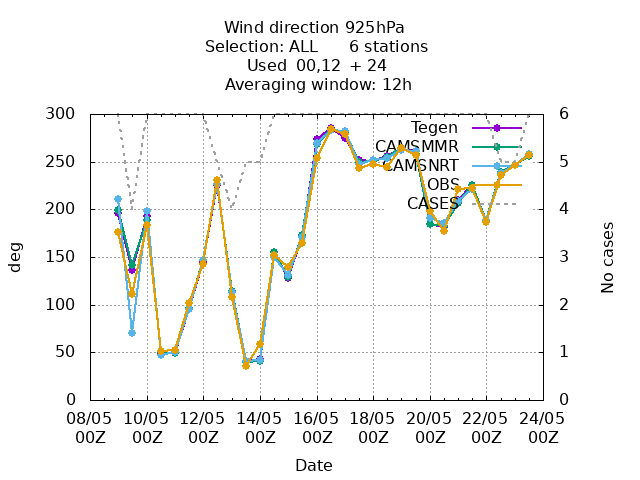 Wind direction 925hPa
Selection: ALL      6 stations
Used  00,12  + 24
Averaging window: 12h
300 250 200 150 100 50 0
deg
6 5 4 3 2 1 0
No cases
Tegen
CAMSMMR
CAMSNRT
OBS
CASES
08/05 10/05 12/05 14/05 16/05 18/05 20/05 22/05 24/05
00Z 00Z 00Z 00Z 00Z 00Z 00Z 00Z 00Z
Date